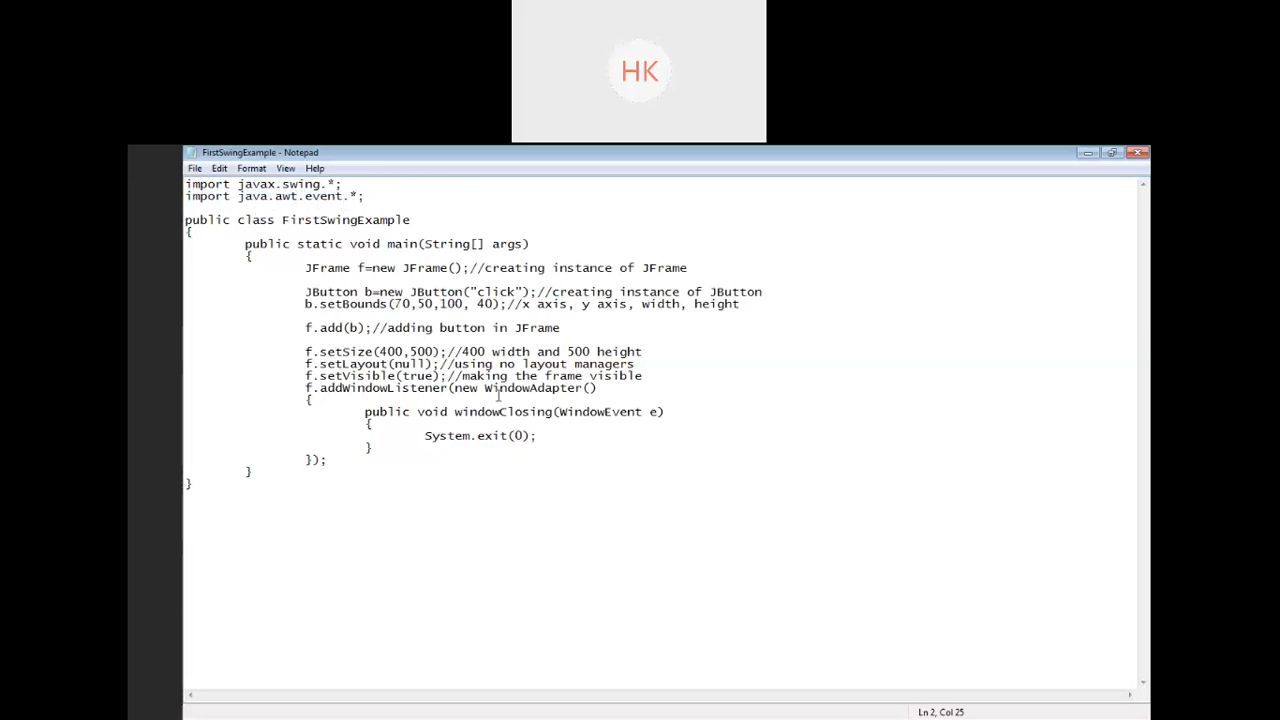 HK
FirstSwingExample - Notepad
File Edit Format View Help
import javax.swing.*;
import java.awt.event.*;
public class FirstSwingExample
{
public static void main(String[] args)
{
JFrame f=new JFrame();//creating instance of JFrame
JButton b=new JButton("click");//creating instance of JButton
b.setBounds(70,50,100, 40);//x axis, y axis, width, height
f.add(b);//adding button in JFrame
f.setSize(400,500);//400 width and 500 height
f.setLayout(null);//using no layout managers
f.setVisible(true);//making the frame visible
f.addWindowListener(new WindowAdapter()
{
public void windowClosing(WindowEvent e)
{
System.exit(0);
}
});
}
}
Ln 2, Col 25